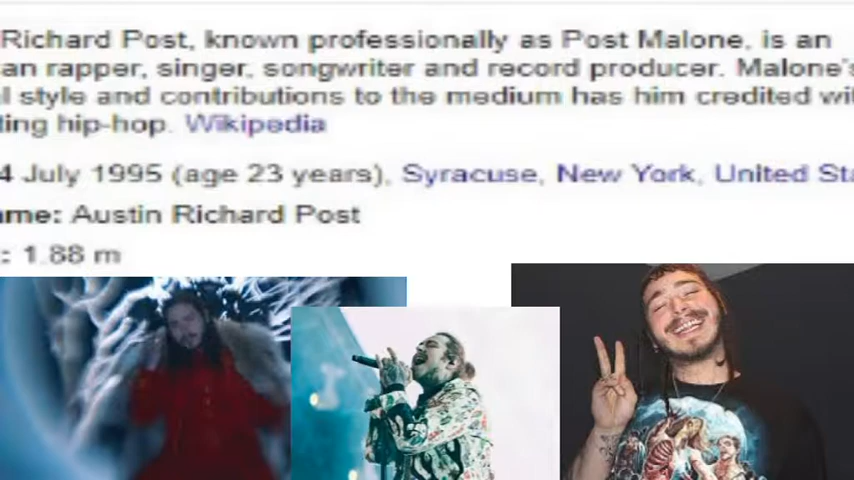 Richard Post, known professionally as Post Malone, is an
an rapper, singer, songwriter and record producer. Malone's
l style and contributions to the medium has him credited wit
ting hip-hop. Wikipedia
4 July 1995 (age 23 years), Syracuse, New York, United Sta
ame: Austin Richard Post
: 1.88 m